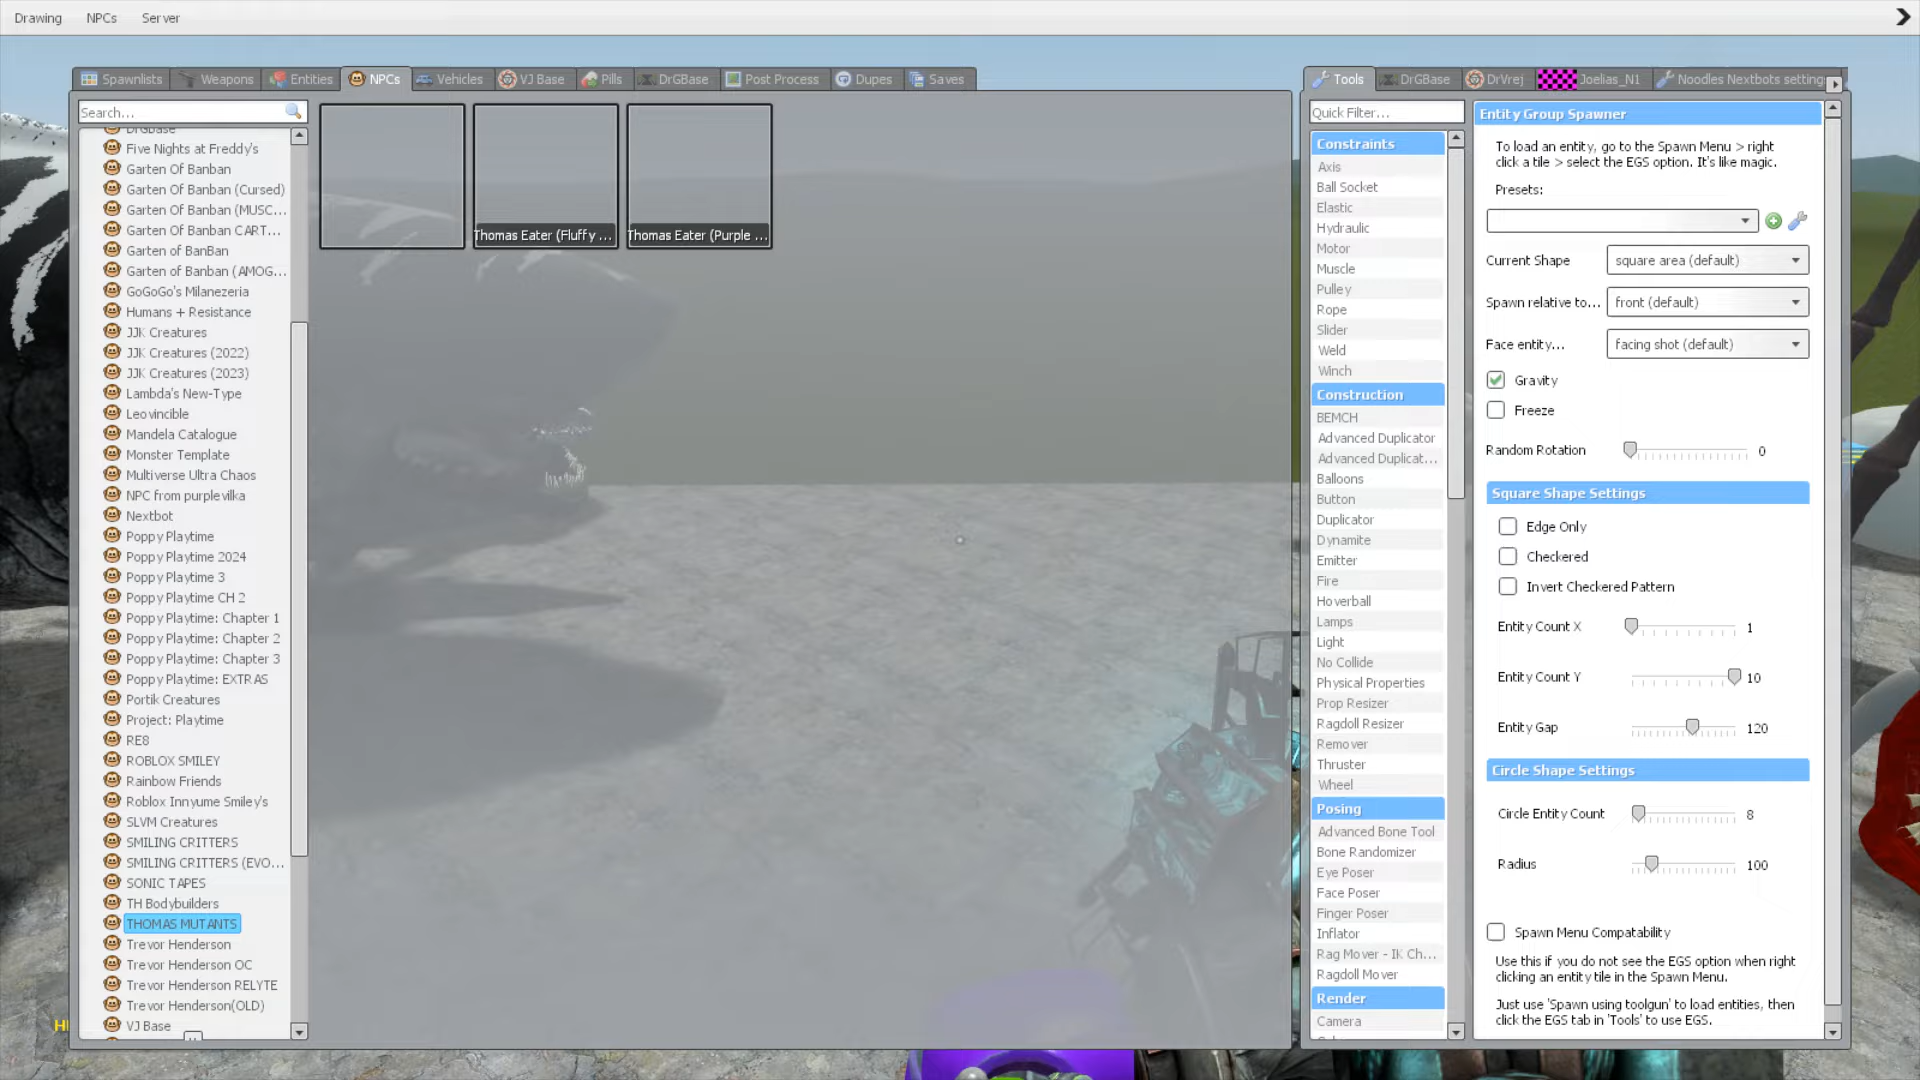 Drawing NPCs Server
Spawnlists Weapons Entities NPCs Vehicles VJ Base Pills DrGBase Post Process Dupes Saves
Search...
DrGBase
Five Nights at Freddy's
Garten Of Banban
Garten Of Banban (Cursed)
Garten Of Banban (MUSC...
Garten Of Banban CART...
Garten of BanBan
Garten of Banban (AMOG...
GoGoGo's Milanezeria
Humans + Resistance
JJK Creatures
JJK Creatures (2022)
JJK Creatures (2023)
Lambda's New-Type
Leovincible
Mandela Catalogue
Monster Template
Multiverse Ultra Chaos
NPC from purplevilka
Nextbot
Poppy Playtime
Poppy Playtime 2024
Poppy Playtime 3
Poppy Playtime CH 2
Poppy Playtime: Chapter 1
Poppy Playtime: Chapter 2
Poppy Playtime: Chapter 3
Poppy Playtime: EXTRAS
Portik Creatures
Project: Playtime
RE8
ROBLOX SMILEY
Rainbow Friends
Roblox Innyume Smiley's
SLVM Creatures
SMILING CRITTERS
SMILING CRITTERS (EVO...
SONIC TAPES
TH Bodybuilders
THOMAS MUTANTS
Trevor Henderson
Trevor Henderson OC
Trevor Henderson RELYTE
Trevor Henderson(OLD)
VJ Base
Thomas Eater (Fluffy ...
Thomas Eater (Purple ...
Tools DrGBase DrVrej Joelias_N1 Noodles Nextbots setting
Quick Filter...
Constraints
Axis
Ball Socket
Elastic
Hydraulic
Motor
Muscle
Pulley
Rope
Slider
Weld
Winch
Construction
BEMCH
Advanced Duplicator
Advanced Duplicat...
Balloons
Button
Duplicator
Dynamite
Emitter
Fire
Hoverball
Lamps
Light
No Collide
Physical Properties
Prop Resizer
Ragdoll Resizer
Remover
Thruster
Wheel
Posing
Advanced Bone Tool
Bone Randomizer
Eye Poser
Face Poser
Finger Poser
Inflator
Rag Mover - IK Ch...
Ragdoll Mover
Render
Camera
Entity Group Spawner
To load an entity, go to the Spawn Menu > right
click a tile > select the EGS option. It's like magic.
Presets:
Current Shape square area (default)
Spawn relative to... front (default)
Face entity... facing shot (default)
Gravity
Freeze
Random Rotation 0
Square Shape Settings
Edge Only
Checkered
Invert Checkered Pattern
Entity Count X 1
Entity Count Y 10
Entity Gap 120
Circle Shape Settings
Circle Entity Count 8
Radius 100
Spawn Menu Compatability
Use this if you do not see the EGS option when right
clicking an entity tile in the Spawn Menu.
Just use 'Spawn using toolgun' to load entities, then
click the EGS tab in 'Tools' to use EGS.